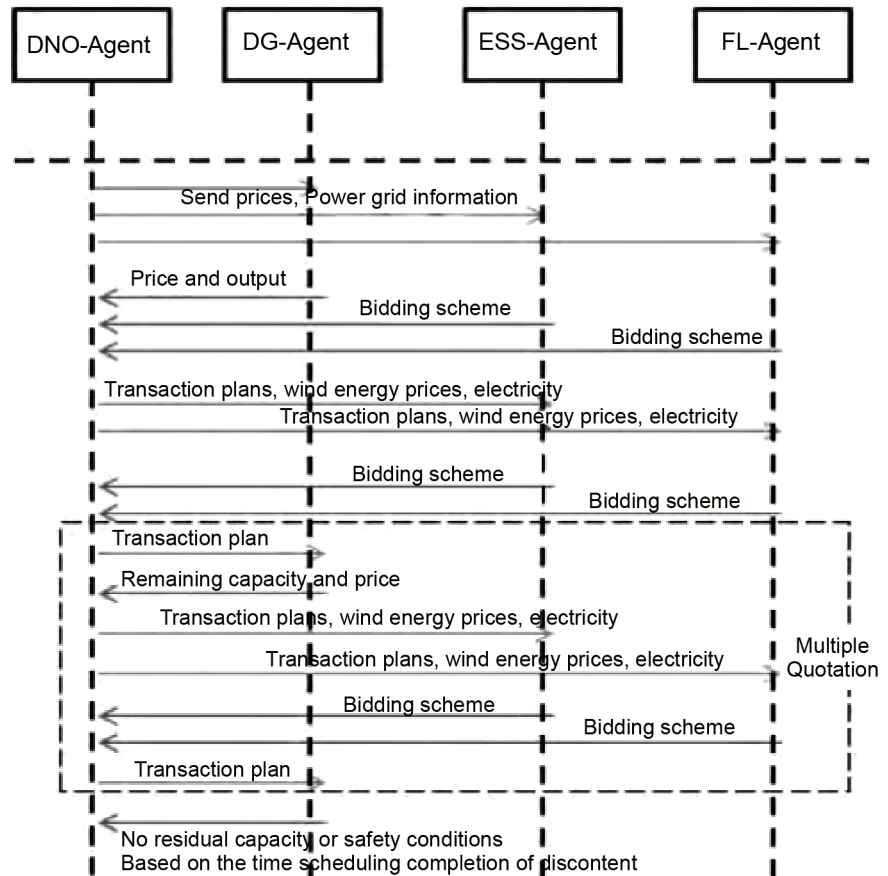 DNO-Agent
DG-Agent
ESS-Agent
FL-Agent
Send prices, Power grid information
Price and output
Bidding scheme
Bidding scheme
Transaction plans, wind energy prices, electricity
Transaction plans, wind energy prices, electricity
Bidding scheme
Bidding scheme
Transaction plan
Remaining capacity and price
Transaction plans, wind energy prices, electricity
Transaction plans, wind energy prices, electricity
Multiple
Quotation
Bidding scheme
Bidding scheme
Transaction plan
No residual capacity or safety conditions
Based on the time scheduling completion of discontent